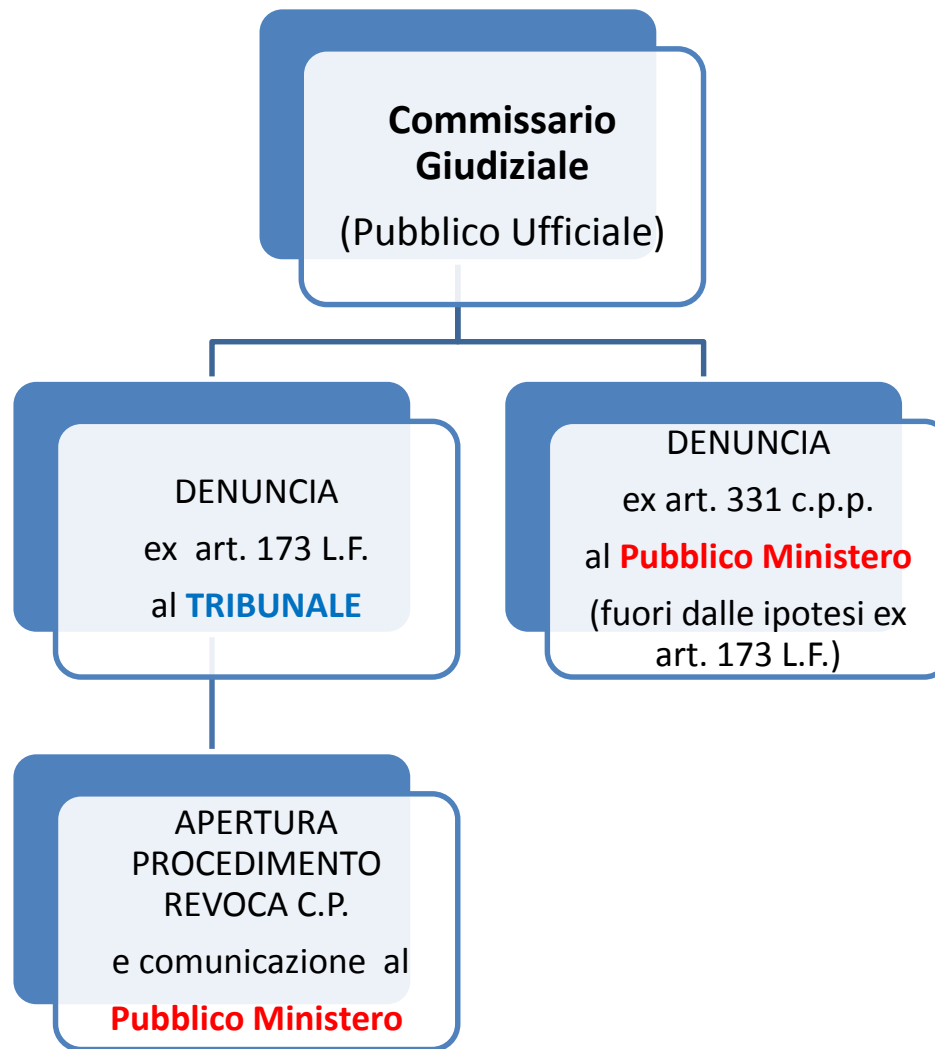 Commissario
Giudiziale
(Pubblico Ufficiale)
DENUNCIA
ex art. 173 L.F.
al TRIBUNALE
DENUNCIA
ex art. 331 c.p.p.
al Pubblico Ministero
(fuori dalle ipotesi ex
art. 173 L.F.)
APERTURA
PROCEDIMENTO
REVOCA C.P.
e comunicazione al
Pubblico Ministero